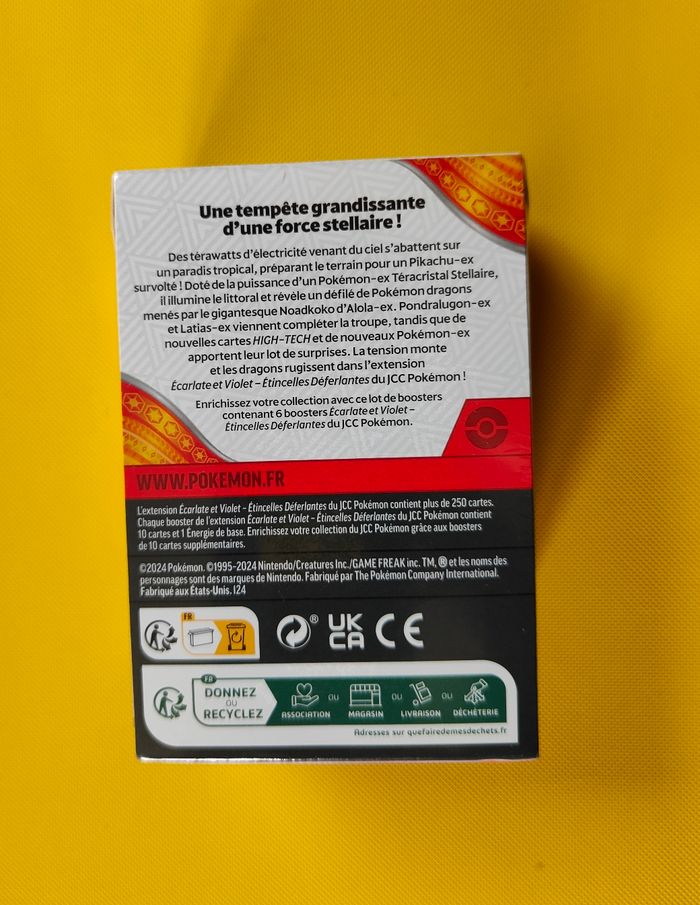 Une tempête grandissante
d'une force stellaire !
Des térawatts d'électricité venant du ciel s'abattent sur
un paradis tropical, préparant le terrain pour un Pikachu-ex
survolté ! Doté de la puissance d'un Pokémon-ex Téracristal Stellaire,
il illumine le littoral et révèle un défilé de Pokémon dragons
menés par le gigantesque Noadkoko d'Alola-ex. Pondralugon-ex
et Latias-ex viennent compléter la troupe, tandis que de
nouvelles cartes HIGH-TECH et de nouveaux Pokémon-ex
apportent leur lot de surprises. La tension monte
et les dragons rugissent dans l'extension
Écarlate et Violet – Étincelles Déferlantes du JCC Pokémon !
Enrichissez votre collection avec ce lot de boosters
contenant 6 boosters Écarlate et Violet –
Étincelles Déferlantes du JCC Pokémon.
WWW.POKEMON.FR
L'extension Écarlate et Violet – Étincelles Déferlantes du JCC Pokémon contient plus de 250 cartes.
Chaque booster de l'extension Écarlate et Violet – Étincelles Déferlantes du JCC Pokémon contient
10 cartes et 1 Énergie de base. Enrichissez votre collection du JCC Pokémon grâce aux boosters
de 10 cartes supplémentaires.
©2024 Pokémon. ©1995-2024 Nintendo/Creatures Inc./GAME FREAK inc. TM, ® et les noms des
personnages sont des marques de Nintendo. Fabriqué par The Pokémon Company International.
Fabriqué aux États-Unis. I24
FR
® UK CA CE
FR
DONNEZ
OU
RECYCLEZ
ASSOCIATION OU MAGASIN OU LIVRAISON OU DÉCHÈTERIE
Adresses sur quefairedemesdechets.fr